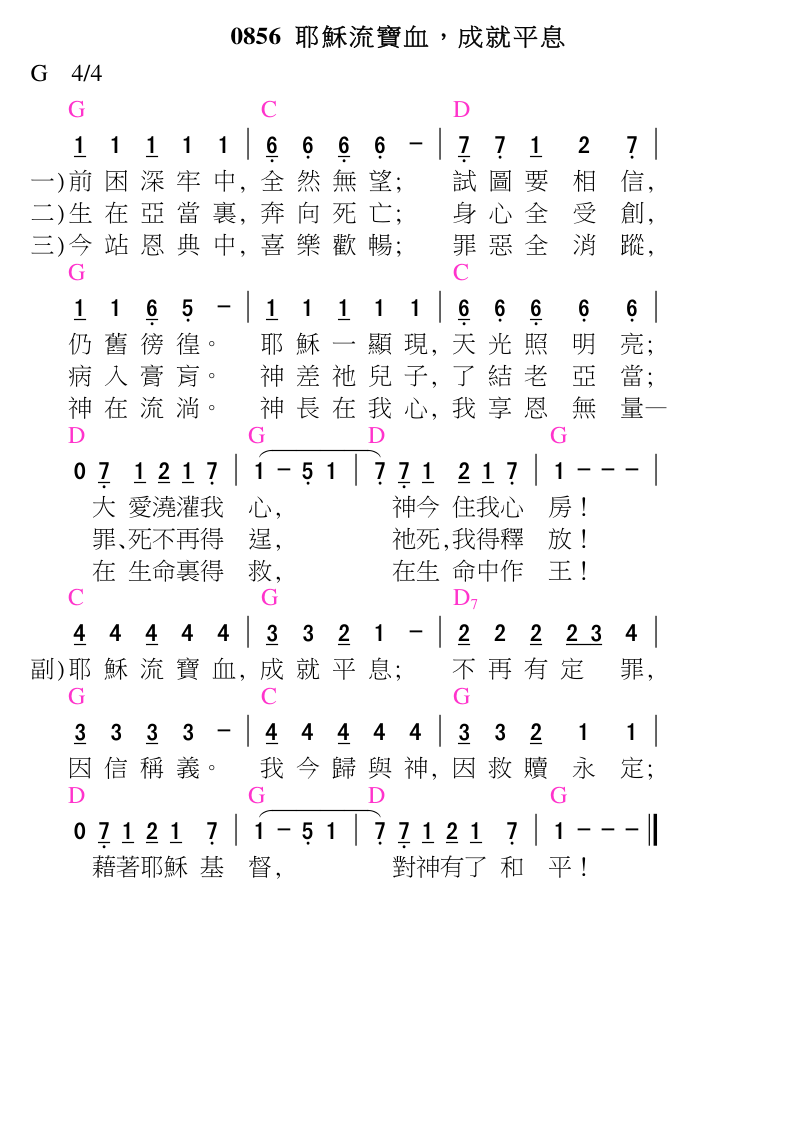 0856 耶穌流寶血，成就平息
G 4/4
G C D
1 1 1 1 1 | 6 6 6 6 － | 7 7 1 2 7 |
一)前困深牢中, 全然無望; 試圖要相信,
二)生在亞當裏, 奔向死亡; 身心全受創,
三)今站恩典中, 喜樂歡暢; 罪惡全消蹤,
G C
1 1 6 5 － | 1 1 1 1 1 | 6 6 6 6 6 |
仍舊徬徨。 耶穌一顯現, 天光照明亮;
病入膏肓。 神差祂兒子, 了結老亞當;
神在流淌。 神長在我心, 我享恩無量—
D G D G
0 7 1 2 1 7 | 1 － 5 1 | 7 7 1 2 1 7 | 1 － － － |
大愛澆灌我心, 神今住我心房！
罪、死不再得逞, 祂死,我得釋放！
在生命裏得救, 在生命中作王！
C G D7
4 4 4 4 4 | 3 3 2 1 － | 2 2 2 2 3 4 |
副)耶穌流寶血, 成就平息; 不再有定罪,
G C G
3 3 3 3 － | 4 4 4 4 4 | 3 3 2 1 1 |
因信稱義。 我今歸與神, 因救贖永定;
D G D G
0 7 1 2 1 7 | 1 － 5 1 | 7 7 1 2 1 7 | 1 － － － ‖
藉著耶穌基督, 對神有了和平！